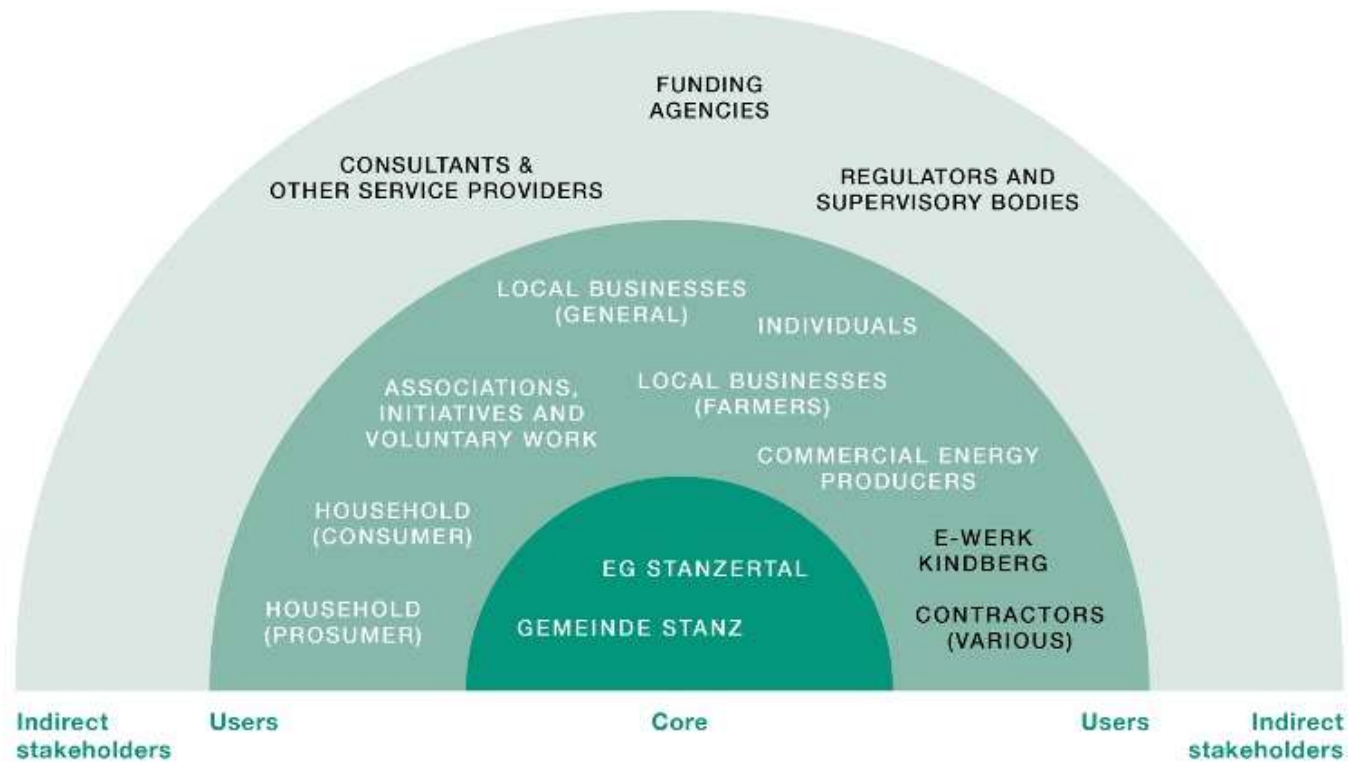 FUNDING
AGENCIES
CONSULTANTS &
OTHER SERVICE PROVIDERS
REGULATORS AND
SUPERVISORY BODIES
LOCAL BUSINESSES
(GENERAL)
INDIVIDUALS
ASSOCIATIONS,
INITIATIVES AND
VOLUNTARY WORK
LOCAL BUSINESSES
(FARMERS)
COMMERCIAL ENERGY
PRODUCERS
HOUSEHOLD
(CONSUMER)
E-WERK
KINDBERG
EG STANZERTAL
HOUSEHOLD
(PROSUMER)
GEMEINDE STANZ
CONTRACTORS
(VARIOUS)
Indirect
stakeholders
Users
Core
Users
Indirect
stakeholders